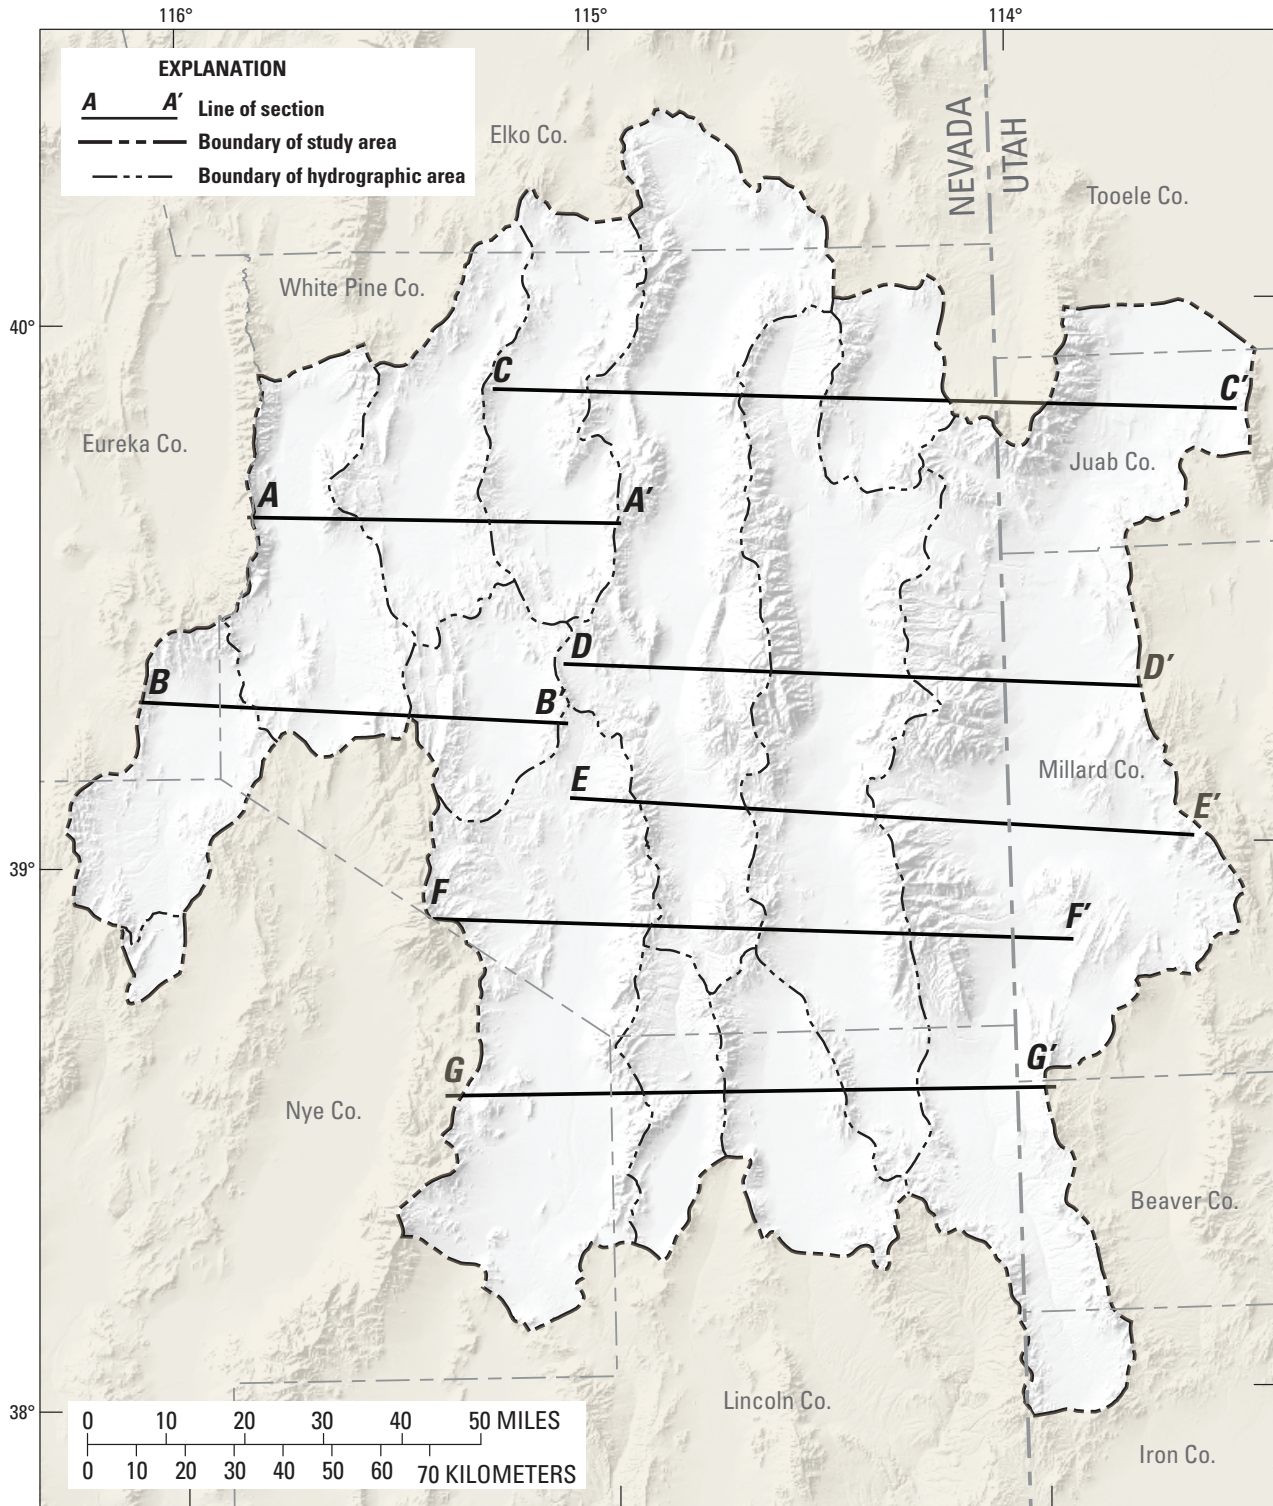 116° 115° 114°
EXPLANATION
A A′ Line of section
Boundary of study area
Boundary of hydrographic area
Elko Co.
NEVADA
UTAH
Tooele Co.
White Pine Co.
40°
C C′
Eureka Co.
Juab Co.
A A′
D D′
B B′
Millard Co.
E E′
39°
F F′
G G′
Nye Co.
Beaver Co.
Lincoln Co.
38°
0 10 20 30 40 50 MILES
0 10 20 30 40 50 60 70 KILOMETERS
Iron Co.